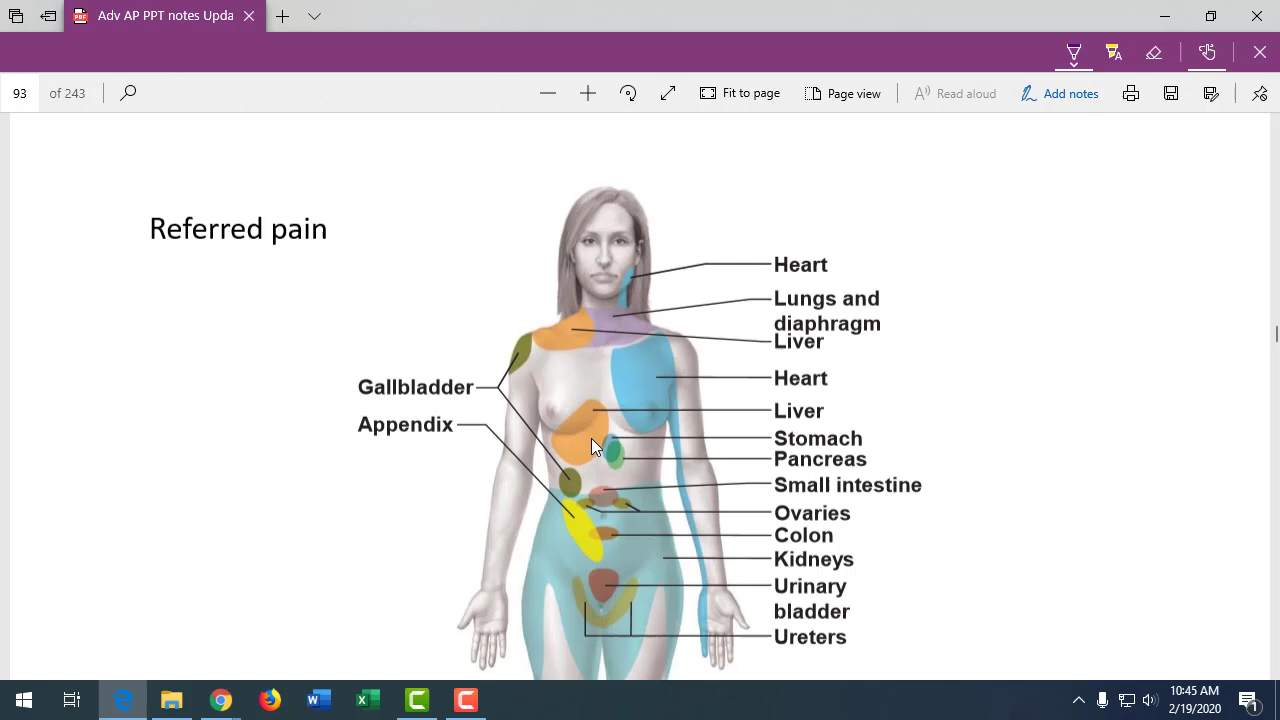 Adv AP PPT notes Upda
93 of 243
Fit to page
Page view
Read aloud
Add notes
Referred pain
Heart
Lungs and
diaphragm
Liver
Heart
Gallbladder
Liver
Appendix
Stomach
Pancreas
Small intestine
Ovaries
Colon
Kidneys
Urinary
bladder
Ureters
10:45 AM
2/19/2020
1